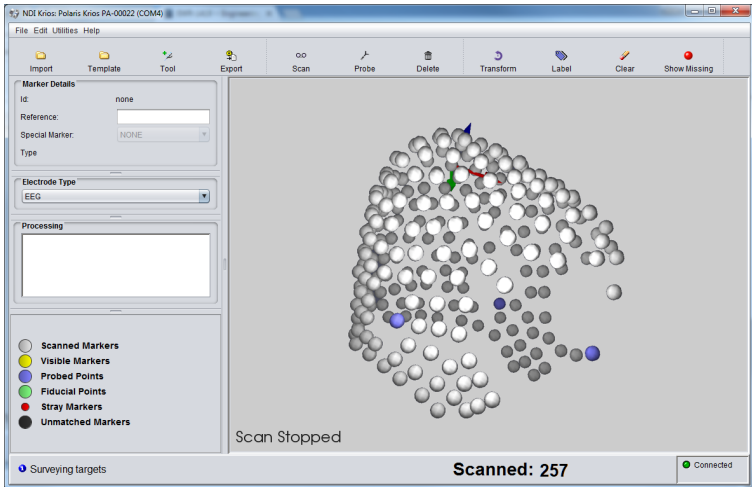 NDI Krios: Polaris Krios PA-00022 (COM4)
File Edit Utilities Help
Import Template Tool Export Scan Probe Delete Transform Label Clear Show Missing
Marker Details
Id: none
Reference:
Special Marker: NONE
Type
Electrode Type
EEG
Processing
Scanned Markers
Visible Markers
Probed Points
Fiducial Points
Stray Markers
Unmatched Markers
Scan Stopped
Surveying targets
Scanned: 257
Connected